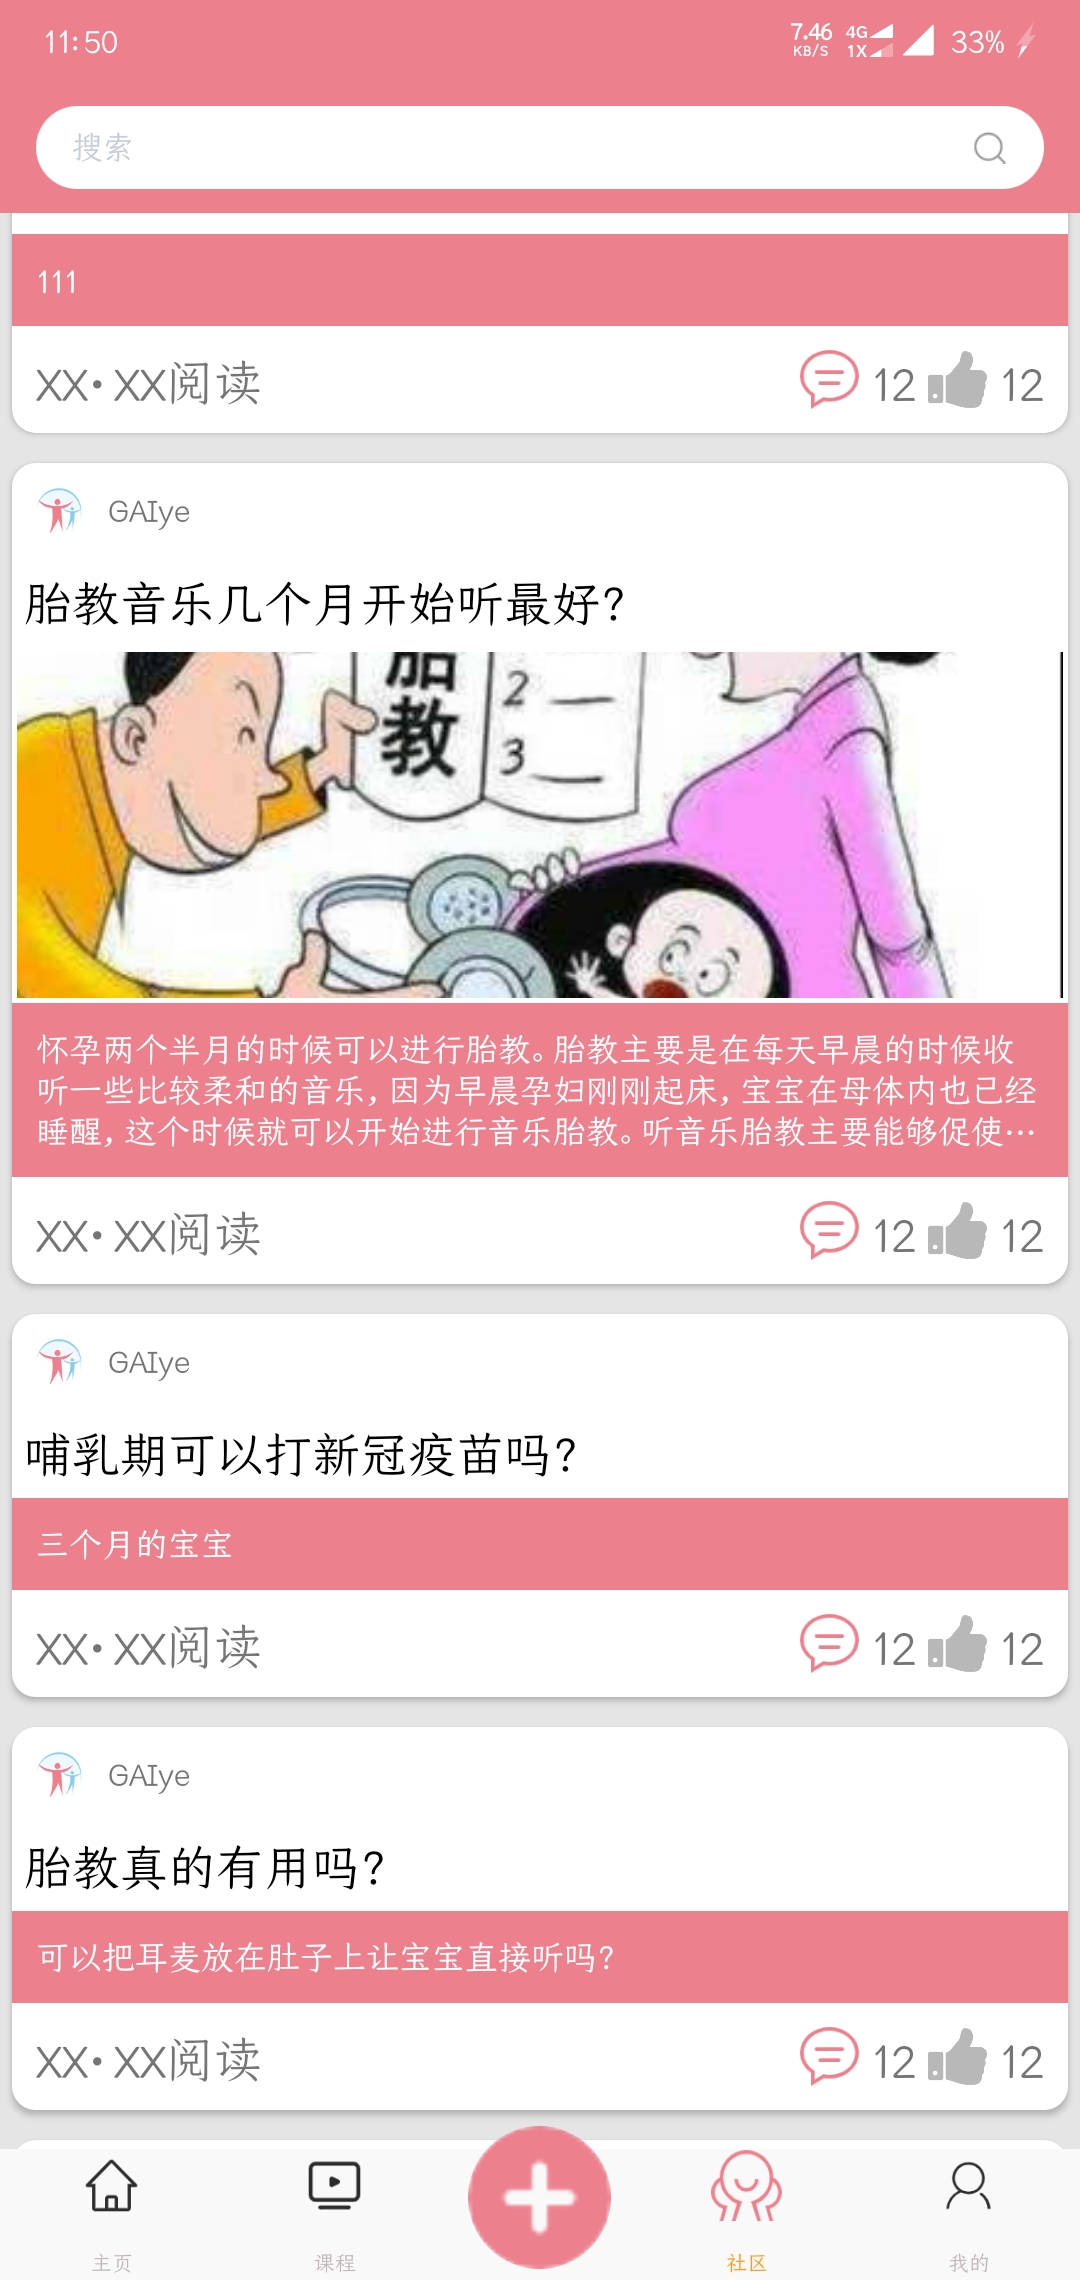 11:50
7.46 KB/S 4G 1X 33%
搜索
111
XX·XX阅读 12 12
GAIye
胎教音乐几个月开始听最好?
胎教
2
3
怀孕两个半月的时候可以进行胎教。胎教主要是在每天早晨的时候收
听一些比较柔和的音乐, 因为早晨孕妇刚刚起床, 宝宝在母体内也已经
睡醒, 这个时候就可以开始进行音乐胎教。听音乐胎教主要能够促使…
XX·XX阅读 12 12
GAIye
哺乳期可以打新冠疫苗吗?
三个月的宝宝
XX·XX阅读 12 12
GAIye
胎教真的有用吗?
可以把耳麦放在肚子上让宝宝直接听吗?
XX·XX阅读 12 12
主页 课程 社区 我的